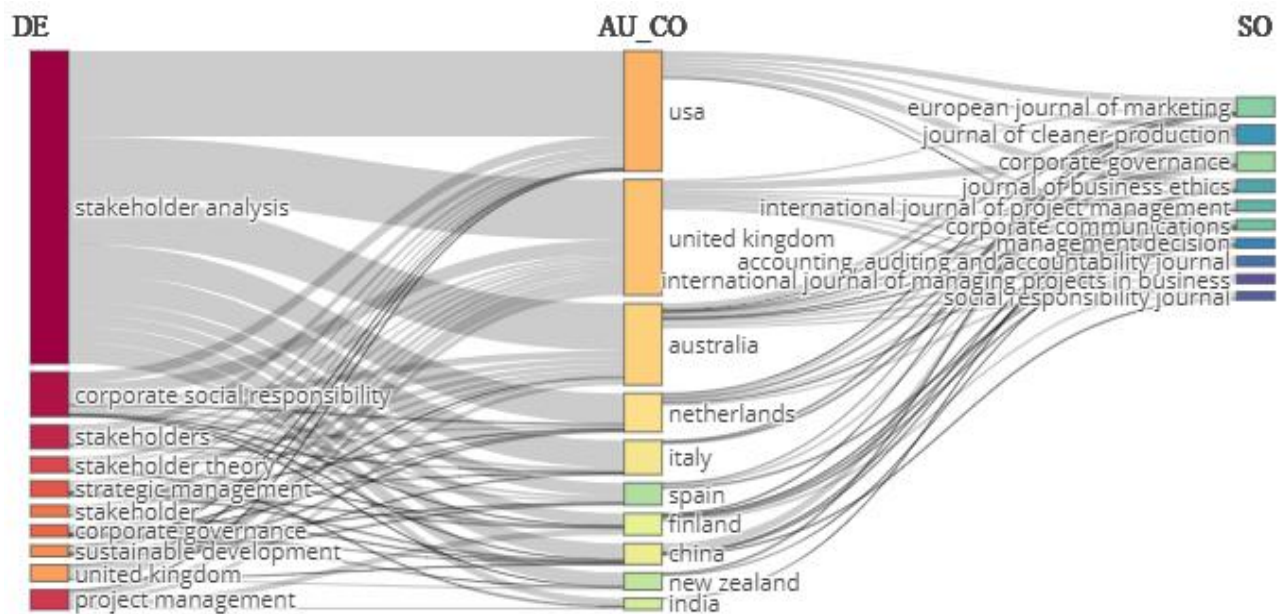 DE
AU_CO
SO
stakeholder analysis
corporate social responsibility
stakeholders
stakeholder theory
strategic management
stakeholder
corporate governance
sustainable development
united kingdom
project management
usa
united kingdom
australia
netherlands
italy
spain
finland
china
new zealand
india
european journal of marketing
journal of cleaner production
corporate governance
journal of business ethics
international journal of project management
corporate communications
management decision
accounting, auditing and accountability journal
international journal of managing projects in business
social responsibility journal